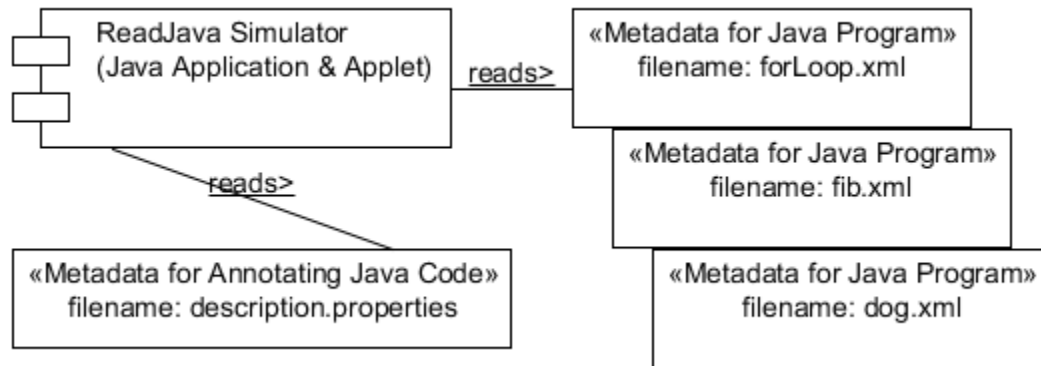 ReadJava Simulator
(Java Application & Applet)
reads>
«Metadata for Java Program»
filename: forLoop.xml
«Metadata for Java Program»
filename: fib.xml
reads>
«Metadata for Annotating Java Code»
filename: description.properties
«Metadata for Java Program»
filename: dog.xml